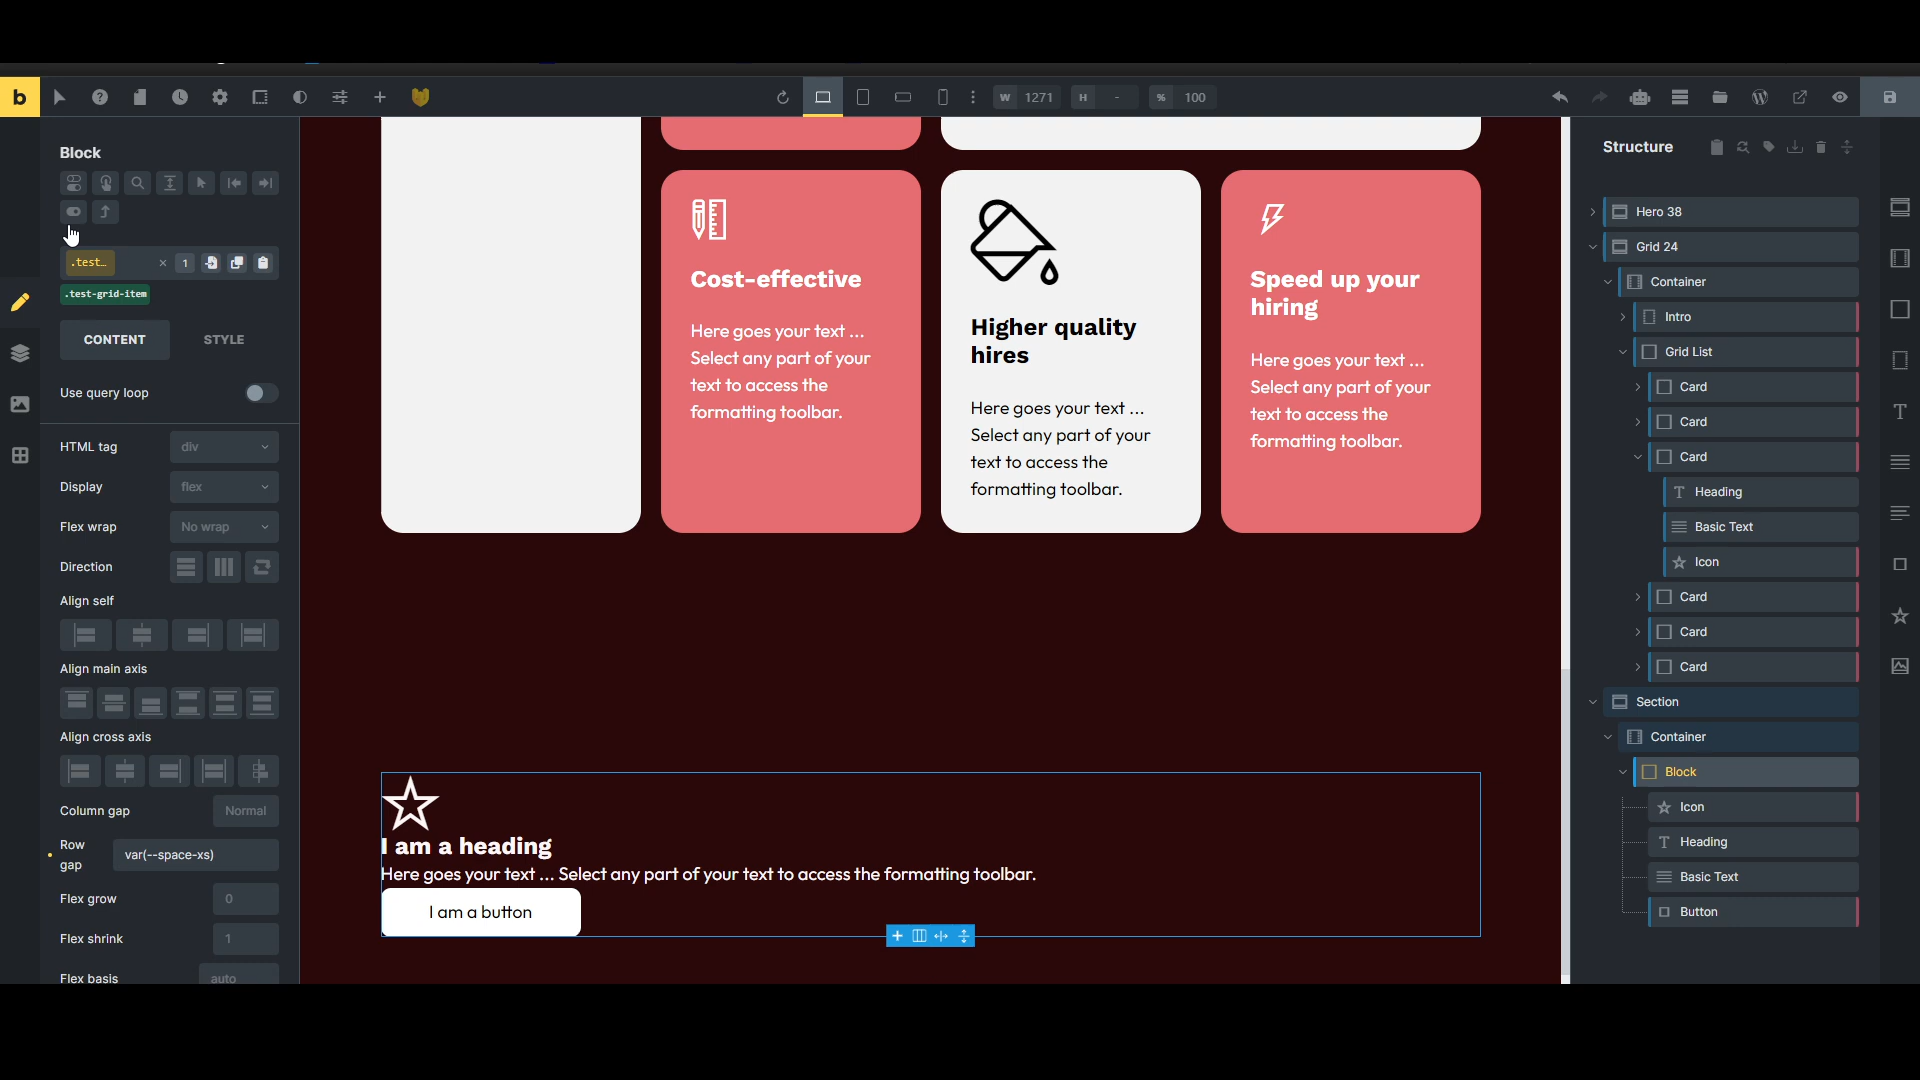 b
W 1271
H -
% 100
Block
.test…
× 1
.test-grid-item
CONTENT
STYLE
Use query loop
HTML tag
div
Display
flex
Flex wrap
No wrap
Direction
Align self
Align main axis
Align cross axis
Column gap
Normal
Row
gap
var(--space-xs)
Flex grow
0
Flex shrink
1
Flex basis
auto
Cost-effective
Here goes your text ...
Select any part of your
text to access the
formatting toolbar.
Higher quality
hires
Here goes your text ...
Select any part of your
text to access the
formatting toolbar.
Speed up your
hiring
Here goes your text ...
Select any part of your
text to access the
formatting toolbar.
I am a heading
Here goes your text ... Select any part of your text to access the formatting toolbar.
I am a button
Structure
Hero 38
Grid 24
Container
Intro
Grid List
Card
Card
Card
Heading
Basic Text
Icon
Card
Card
Card
Section
Container
Block
Icon
Heading
Basic Text
Button